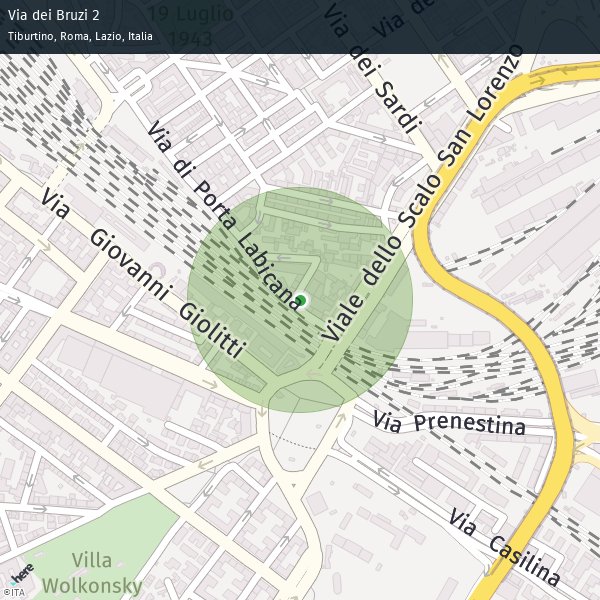 Via dei Bruzi 2
Tiburtino, Roma, Lazio, Italia
19 Luglio
1943
Via de
Via dei Sardi
Viale dello Scalo San Lorenzo
Via di Porta Labicana
Via Giovanni Giolitti
Via Prenestina
Via Casilina
Villa
Wolkonsky
here
©ITA